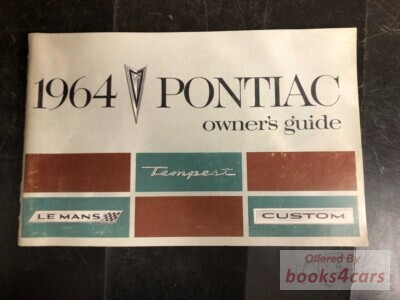 1964 PONTIAC
owner's guide
Tempest
LE MANS
CUSTOM
Offered By
books4cars